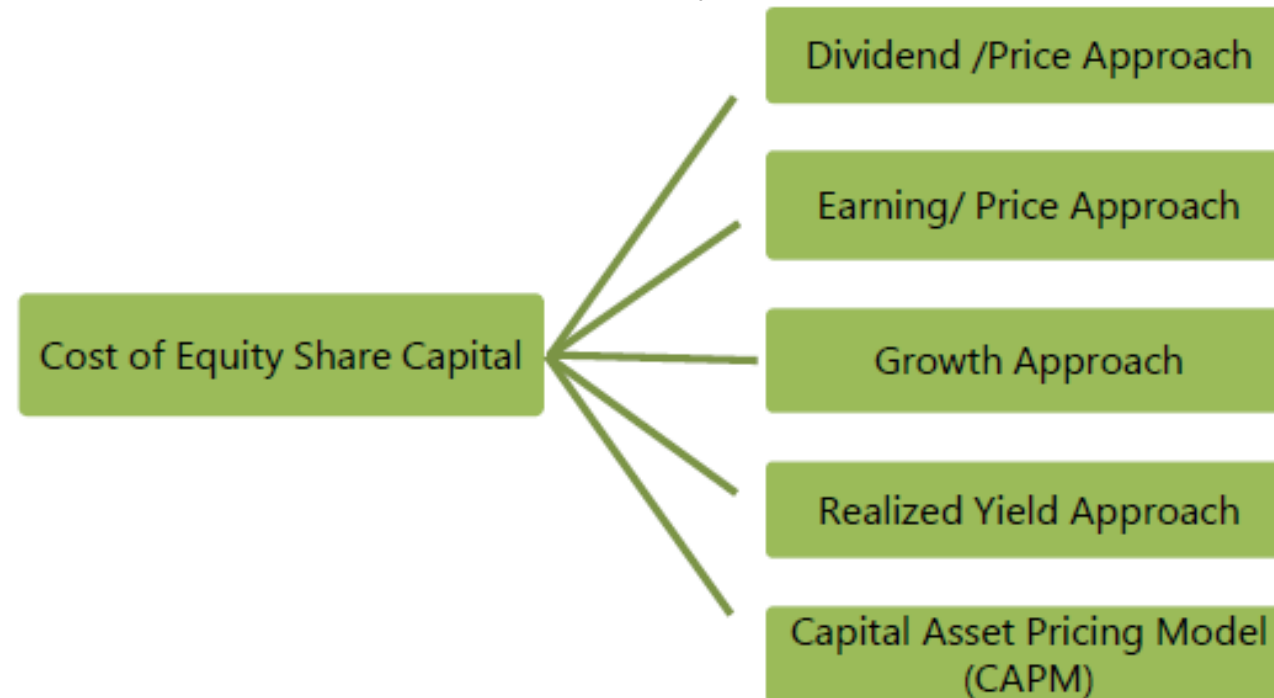 Dividend /Price Approach
Earning/ Price Approach
Cost of Equity Share Capital
Growth Approach
Realized Yield Approach
Capital Asset Pricing Model
(CAPM)